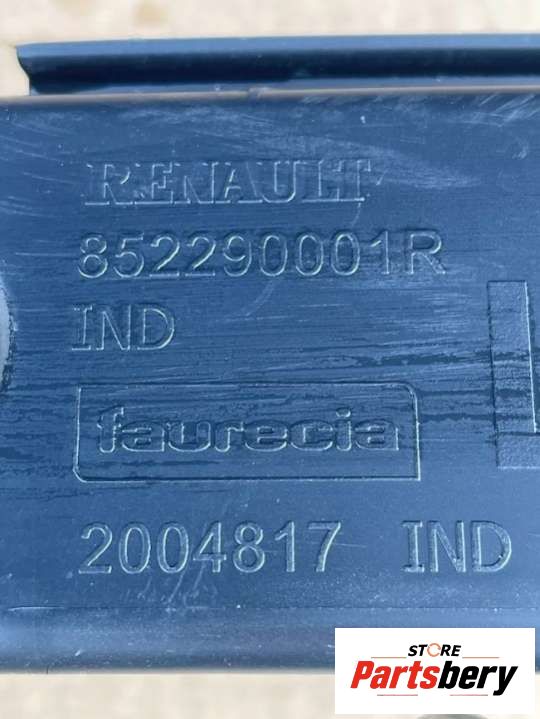 RENAULT
852290001R
IND
faurecia
2004817 IND
STORE
Partsbery